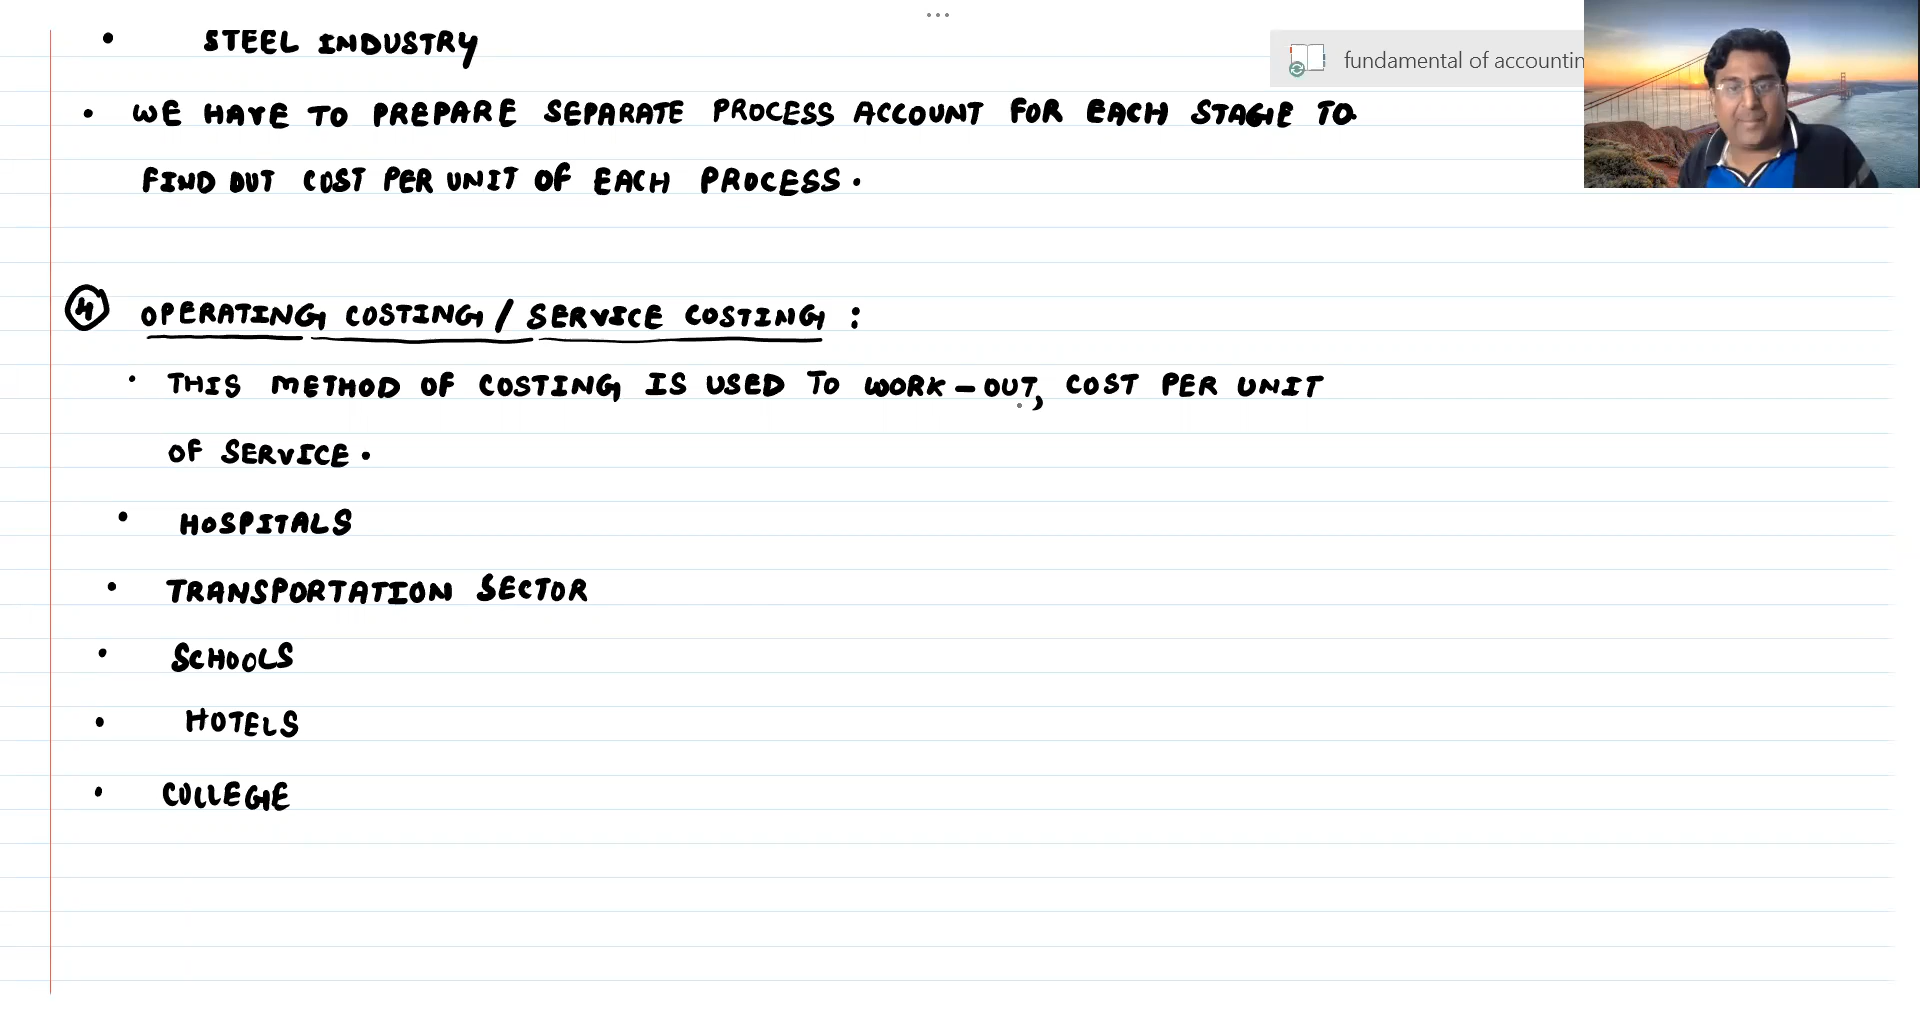 • STEEL INDUSTRY
fundamental of accountin
• WE HAVE TO PREPARE SEPARATE PROCESS ACCOUNT FOR EACH STAGE TO
FIND OUT COST PER UNIT OF EACH PROCESS.
4 OPERATING COSTING / SERVICE COSTING :
• THIS METHOD OF COSTING IS USED TO WORK-OUT, COST PER UNIT
OF SERVICE.
• HOSPITALS
• TRANSPORTATION SECTOR
• SCHOOLS
• HOTELS
• COLLEGE